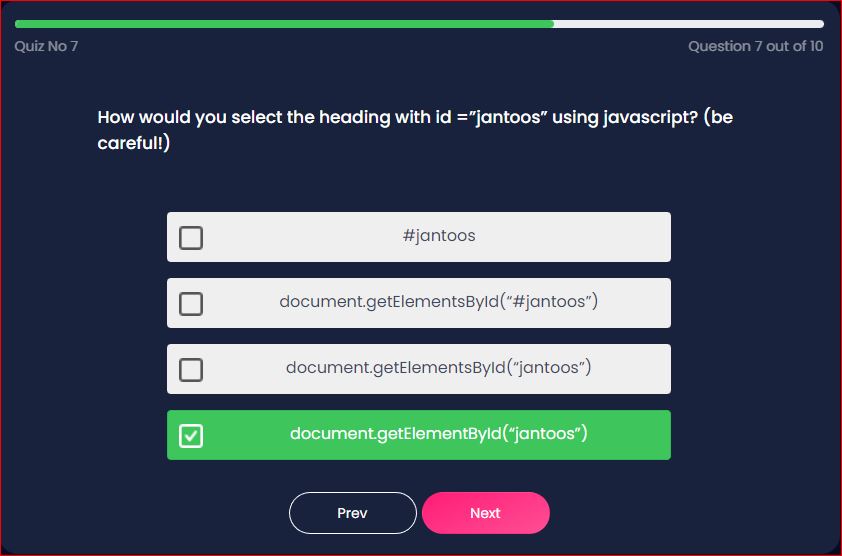 Quiz No 7
Question 7 out of 10
How would you select the heading with id =”jantoos” using javascript? (be
careful!)
#jantoos
document.getElementsById(“#jantoos”)
document.getElementsById(“jantoos”)
document.getElementById(“jantoos”)
Prev
Next